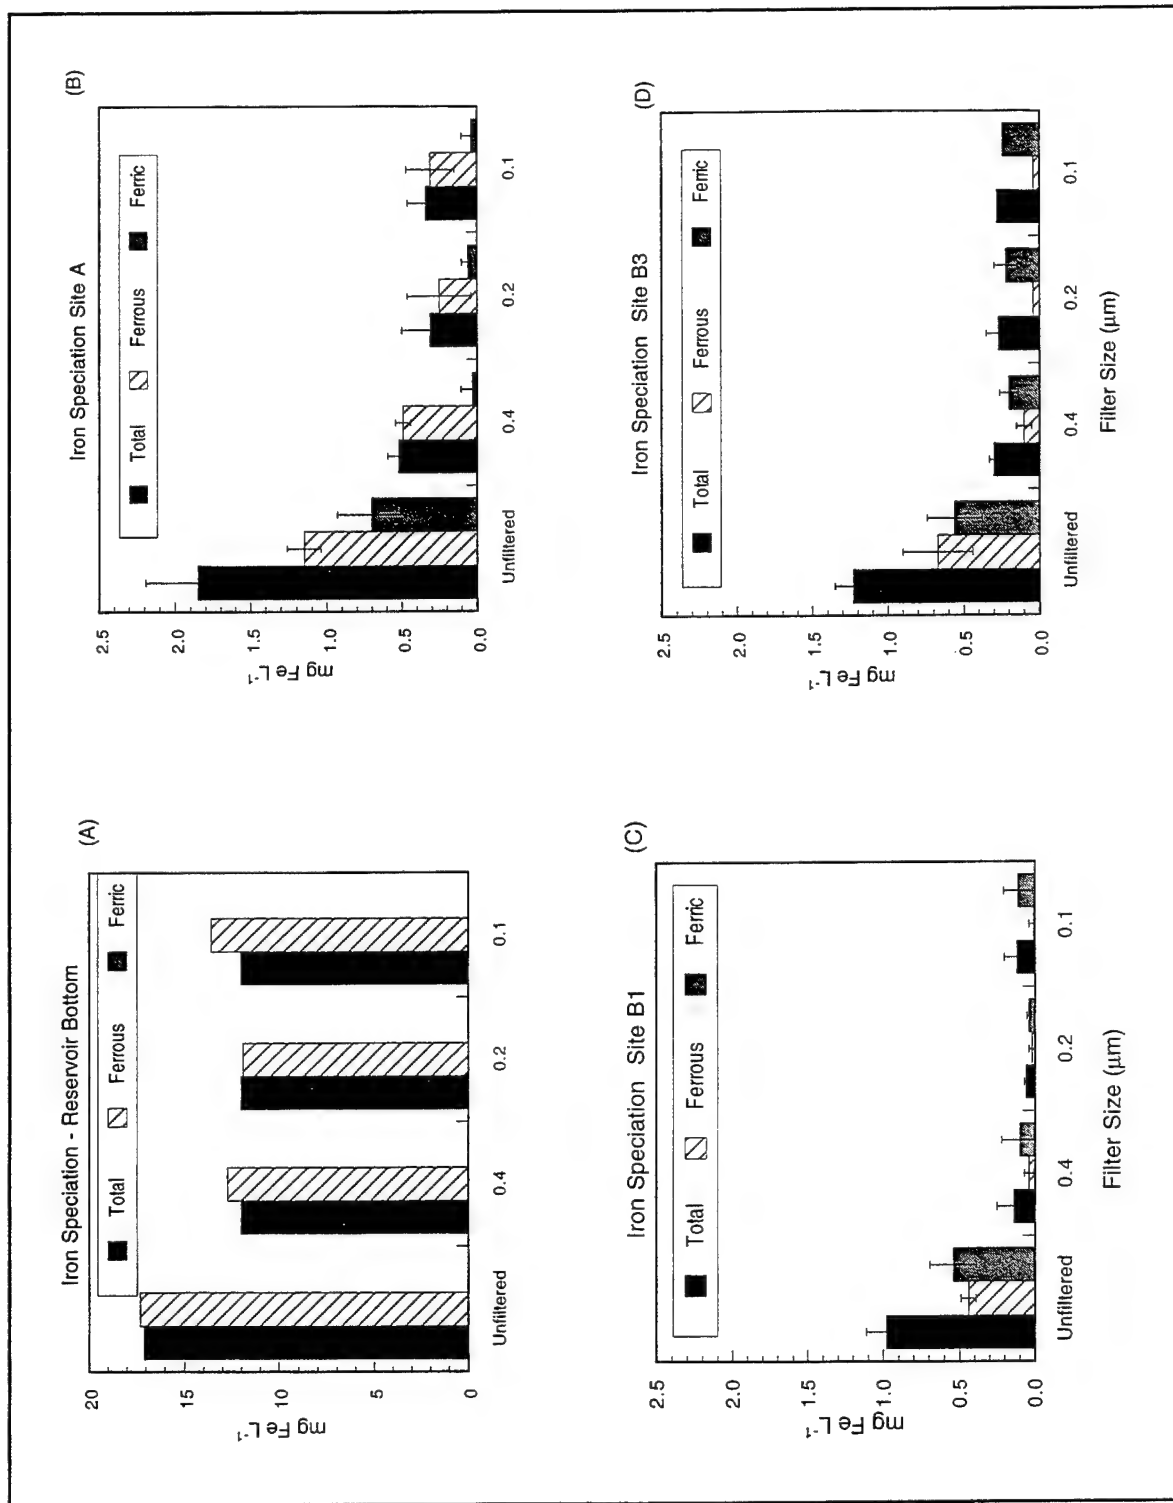 (A)
Iron Speciation - Reservoir Bottom
Total Ferrous Ferric
20
15
10
5
0
mg Fe L⁻¹
Unfiltered 0.4 0.2 0.1
(B)
Iron Speciation Site A
Total Ferrous Ferric
2.5
2.0
1.5
1.0
0.5
0.0
mg Fe L⁻¹
Unfiltered 0.4 0.2 0.1
(C)
Iron Speciation Site B1
Total Ferrous Ferric
2.5
2.0
1.5
1.0
0.5
0.0
mg Fe L⁻¹
Unfiltered 0.4 0.2 0.1
Filter Size (µm)
(D)
Iron Speciation Site B3
Total Ferrous Ferric
2.5
2.0
1.5
1.0
0.5
0.0
mg Fe L⁻¹
Unfiltered 0.4 0.2 0.1
Filter Size (µm)